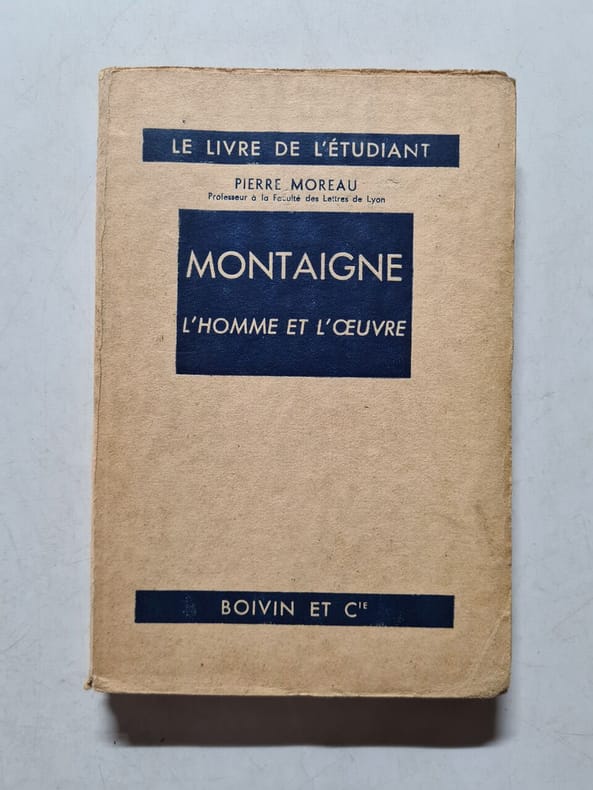 LE LIVRE DE L'ÉTUDIANT
PIERRE MOREAU
Professeur à la Faculté des Lettres de Lyon
MONTAIGNE
L'HOMME ET L'ŒUVRE
BOIVIN ET Cᴵᴱ